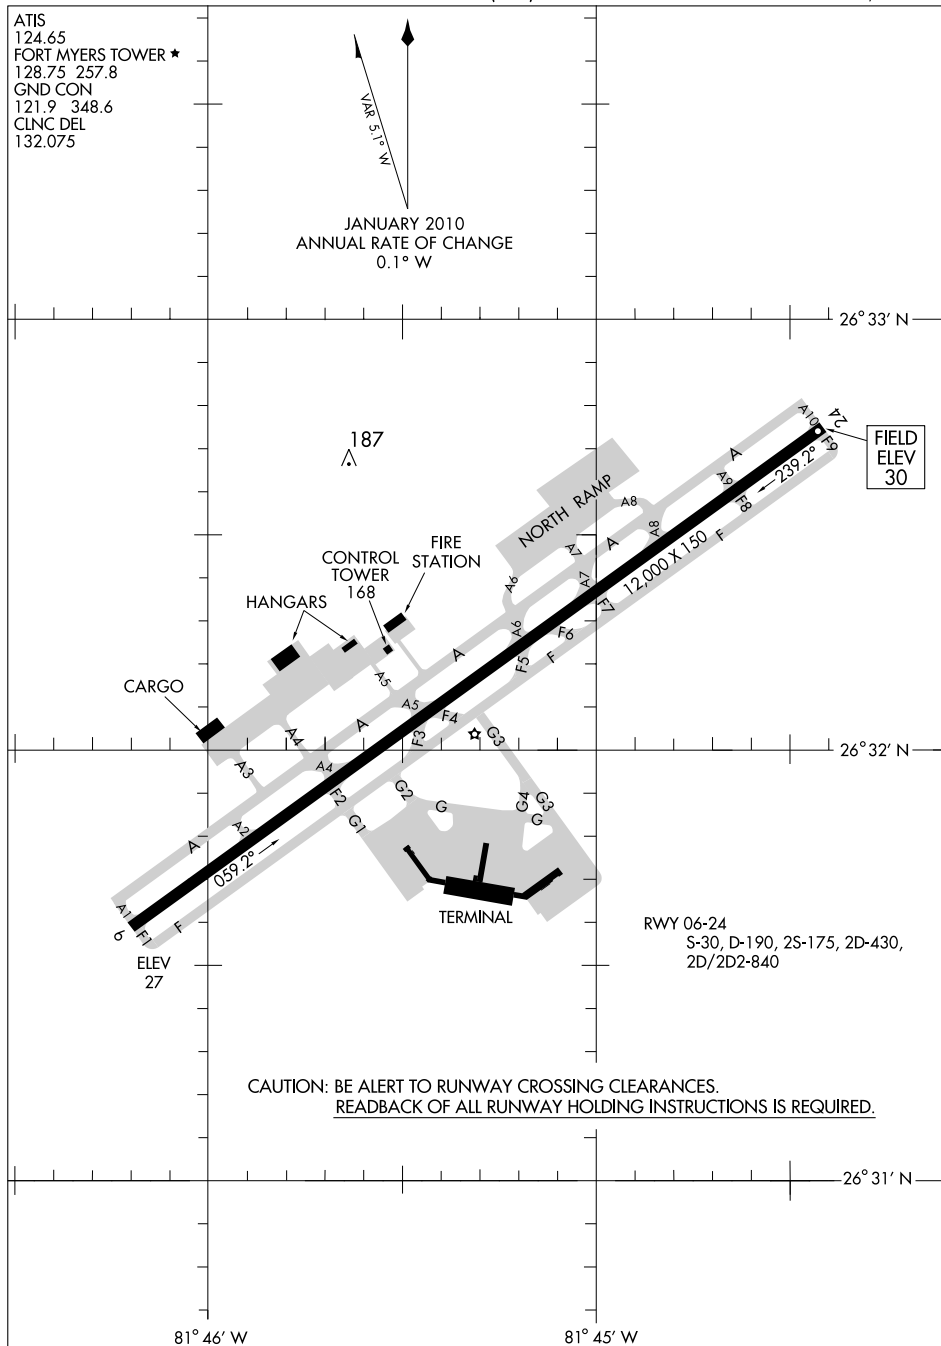 ATIS
124.65
FORT MYERS TOWER ★
128.75 257.8
GND CON
121.9 348.6
CLNC DEL
132.075
VAR 5.1° W
JANUARY 2010
ANNUAL RATE OF CHANGE
0.1° W
26° 33' N
187
A10
24
F9
FIELD
ELEV
30
A
A9
239.2°
F8
NORTH RAMP
A8
A8
F
A
A7
12,000 X 150
FIRE
STATION
CONTROL
TOWER
168
HANGARS
A6
A7
F7
A6
F6
A
F5
F
CARGO
A5
A5
F4
A
F3
G3
A4
26° 32' N
A3
A4
F2
G2
G
G4
G3
G
G1
A2
A
059.2°
TERMINAL
A1
6
F1
F
ELEV
27
RWY 06-24
S-30, D-190, 2S-175, 2D-430,
2D/2D2-840
CAUTION: BE ALERT TO RUNWAY CROSSING CLEARANCES.
READBACK OF ALL RUNWAY HOLDING INSTRUCTIONS IS REQUIRED.
26° 31' N
81° 46' W
81° 45' W